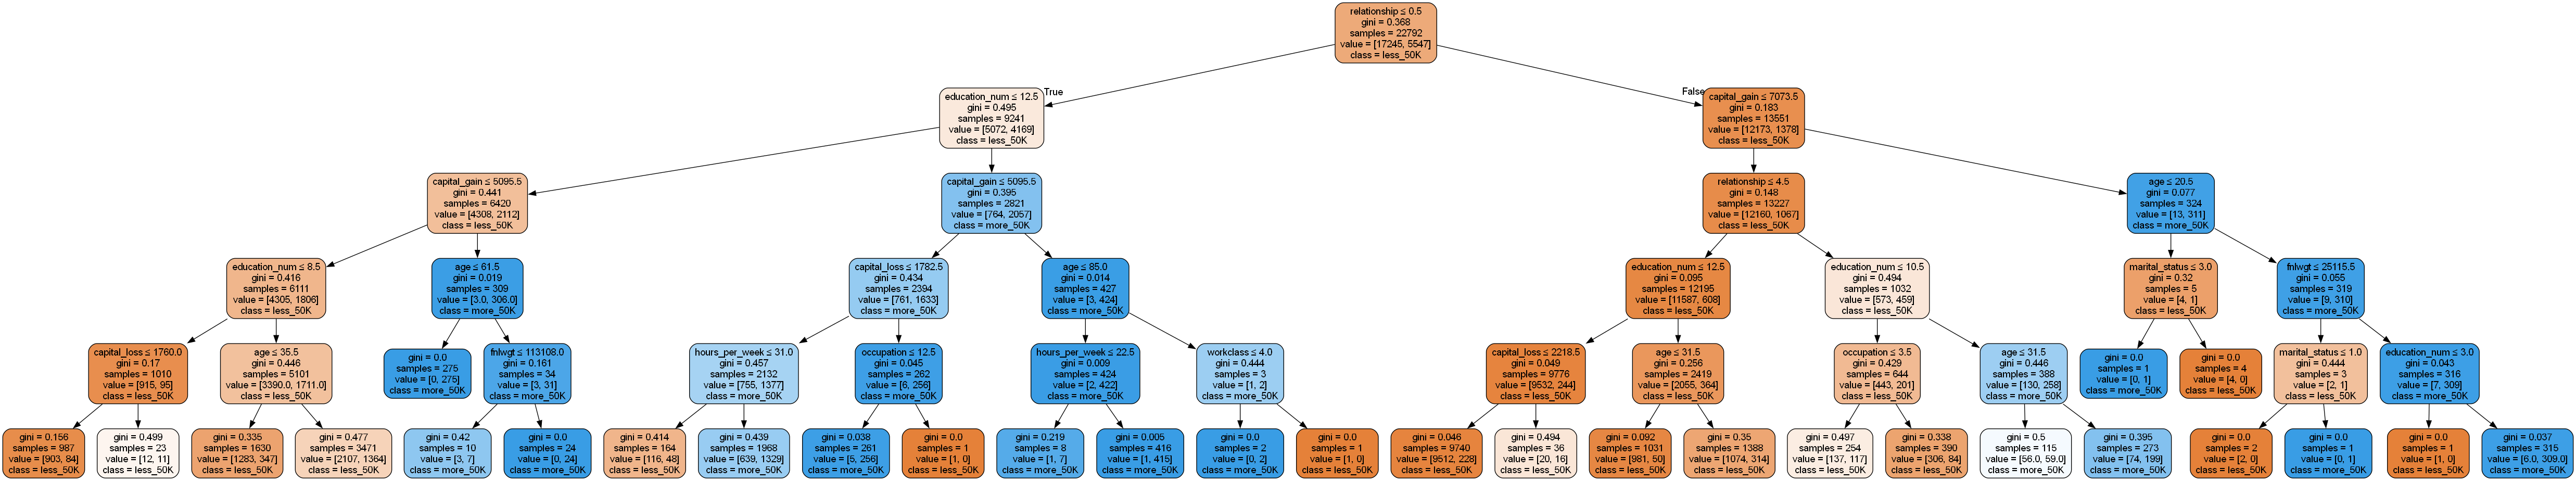 relationship ≤ 0.5
gini = 0.368
samples = 22792
value = [17245, 5547]
class = less_50K
True
False
education_num ≤ 12.5
gini = 0.495
samples = 9241
value = [5072, 4169]
class = less_50K
capital_gain ≤ 7073.5
gini = 0.183
samples = 13551
value = [12173, 1378]
class = less_50K
capital_gain ≤ 5095.5
gini = 0.441
samples = 6420
value = [4308, 2112]
class = less_50K
capital_gain ≤ 5095.5
gini = 0.395
samples = 2821
value = [764, 2057]
class = more_50K
relationship ≤ 4.5
gini = 0.148
samples = 13227
value = [12160, 1067]
class = less_50K
age ≤ 20.5
gini = 0.077
samples = 324
value = [13, 311]
class = more_50K
education_num ≤ 8.5
gini = 0.416
samples = 6111
value = [4305, 1806]
class = less_50K
age ≤ 61.5
gini = 0.019
samples = 309
value = [3.0, 306.0]
class = more_50K
capital_loss ≤ 1782.5
gini = 0.434
samples = 2394
value = [761, 1633]
class = more_50K
age ≤ 85.0
gini = 0.014
samples = 427
value = [3, 424]
class = more_50K
education_num ≤ 12.5
gini = 0.095
samples = 12195
value = [11587, 608]
class = less_50K
education_num ≤ 10.5
gini = 0.494
samples = 1032
value = [573, 459]
class = less_50K
marital_status ≤ 3.0
gini = 0.32
samples = 5
value = [4, 1]
class = less_50K
fnlwgt ≤ 25115.5
gini = 0.055
samples = 319
value = [9, 310]
class = more_50K
capital_loss ≤ 1760.0
gini = 0.17
samples = 1010
value = [915, 95]
class = less_50K
age ≤ 35.5
gini = 0.446
samples = 5101
value = [3390.0, 1711.0]
class = less_50K
gini = 0.0
samples = 275
value = [0, 275]
class = more_50K
fnlwgt ≤ 113108.0
gini = 0.161
samples = 34
value = [3, 31]
class = more_50K
hours_per_week ≤ 31.0
gini = 0.457
samples = 2132
value = [755, 1377]
class = more_50K
occupation ≤ 12.5
gini = 0.045
samples = 262
value = [6, 256]
class = more_50K
hours_per_week ≤ 22.5
gini = 0.009
samples = 424
value = [2, 422]
class = more_50K
workclass ≤ 4.0
gini = 0.444
samples = 3
value = [1, 2]
class = more_50K
capital_loss ≤ 2218.5
gini = 0.049
samples = 9776
value = [9532, 244]
class = less_50K
age ≤ 31.5
gini = 0.256
samples = 2419
value = [2055, 364]
class = less_50K
occupation ≤ 3.5
gini = 0.429
samples = 644
value = [443, 201]
class = less_50K
age ≤ 31.5
gini = 0.446
samples = 388
value = [130, 258]
class = more_50K
gini = 0.0
samples = 1
value = [0, 1]
class = more_50K
gini = 0.0
samples = 4
value = [4, 0]
class = less_50K
marital_status ≤ 1.0
gini = 0.444
samples = 3
value = [2, 1]
class = less_50K
education_num ≤ 3.0
gini = 0.043
samples = 316
value = [7, 309]
class = more_50K
gini = 0.156
samples = 987
value = [903, 84]
class = less_50K
gini = 0.499
samples = 23
value = [12, 11]
class = less_50K
gini = 0.335
samples = 1630
value = [1283, 347]
class = less_50K
gini = 0.477
samples = 3471
value = [2107, 1364]
class = less_50K
gini = 0.42
samples = 10
value = [3, 7]
class = more_50K
gini = 0.0
samples = 24
value = [0, 24]
class = more_50K
gini = 0.414
samples = 164
value = [116, 48]
class = less_50K
gini = 0.439
samples = 1968
value = [639, 1329]
class = more_50K
gini = 0.038
samples = 261
value = [5, 256]
class = more_50K
gini = 0.0
samples = 1
value = [1, 0]
class = less_50K
gini = 0.219
samples = 8
value = [1, 7]
class = more_50K
gini = 0.005
samples = 416
value = [1, 415]
class = more_50K
gini = 0.0
samples = 2
value = [0, 2]
class = more_50K
gini = 0.0
samples = 1
value = [1, 0]
class = less_50K
gini = 0.046
samples = 9740
value = [9512, 228]
class = less_50K
gini = 0.494
samples = 36
value = [20, 16]
class = less_50K
gini = 0.092
samples = 1031
value = [981, 50]
class = less_50K
gini = 0.35
samples = 1388
value = [1074, 314]
class = less_50K
gini = 0.497
samples = 254
value = [137, 117]
class = less_50K
gini = 0.338
samples = 390
value = [306, 84]
class = less_50K
gini = 0.5
samples = 115
value = [56.0, 59.0]
class = more_50K
gini = 0.395
samples = 273
value = [74, 199]
class = more_50K
gini = 0.0
samples = 2
value = [2, 0]
class = less_50K
gini = 0.0
samples = 1
value = [0, 1]
class = more_50K
gini = 0.0
samples = 1
value = [1, 0]
class = less_50K
gini = 0.037
samples = 315
value = [6.0, 309.0]
class = more_50K